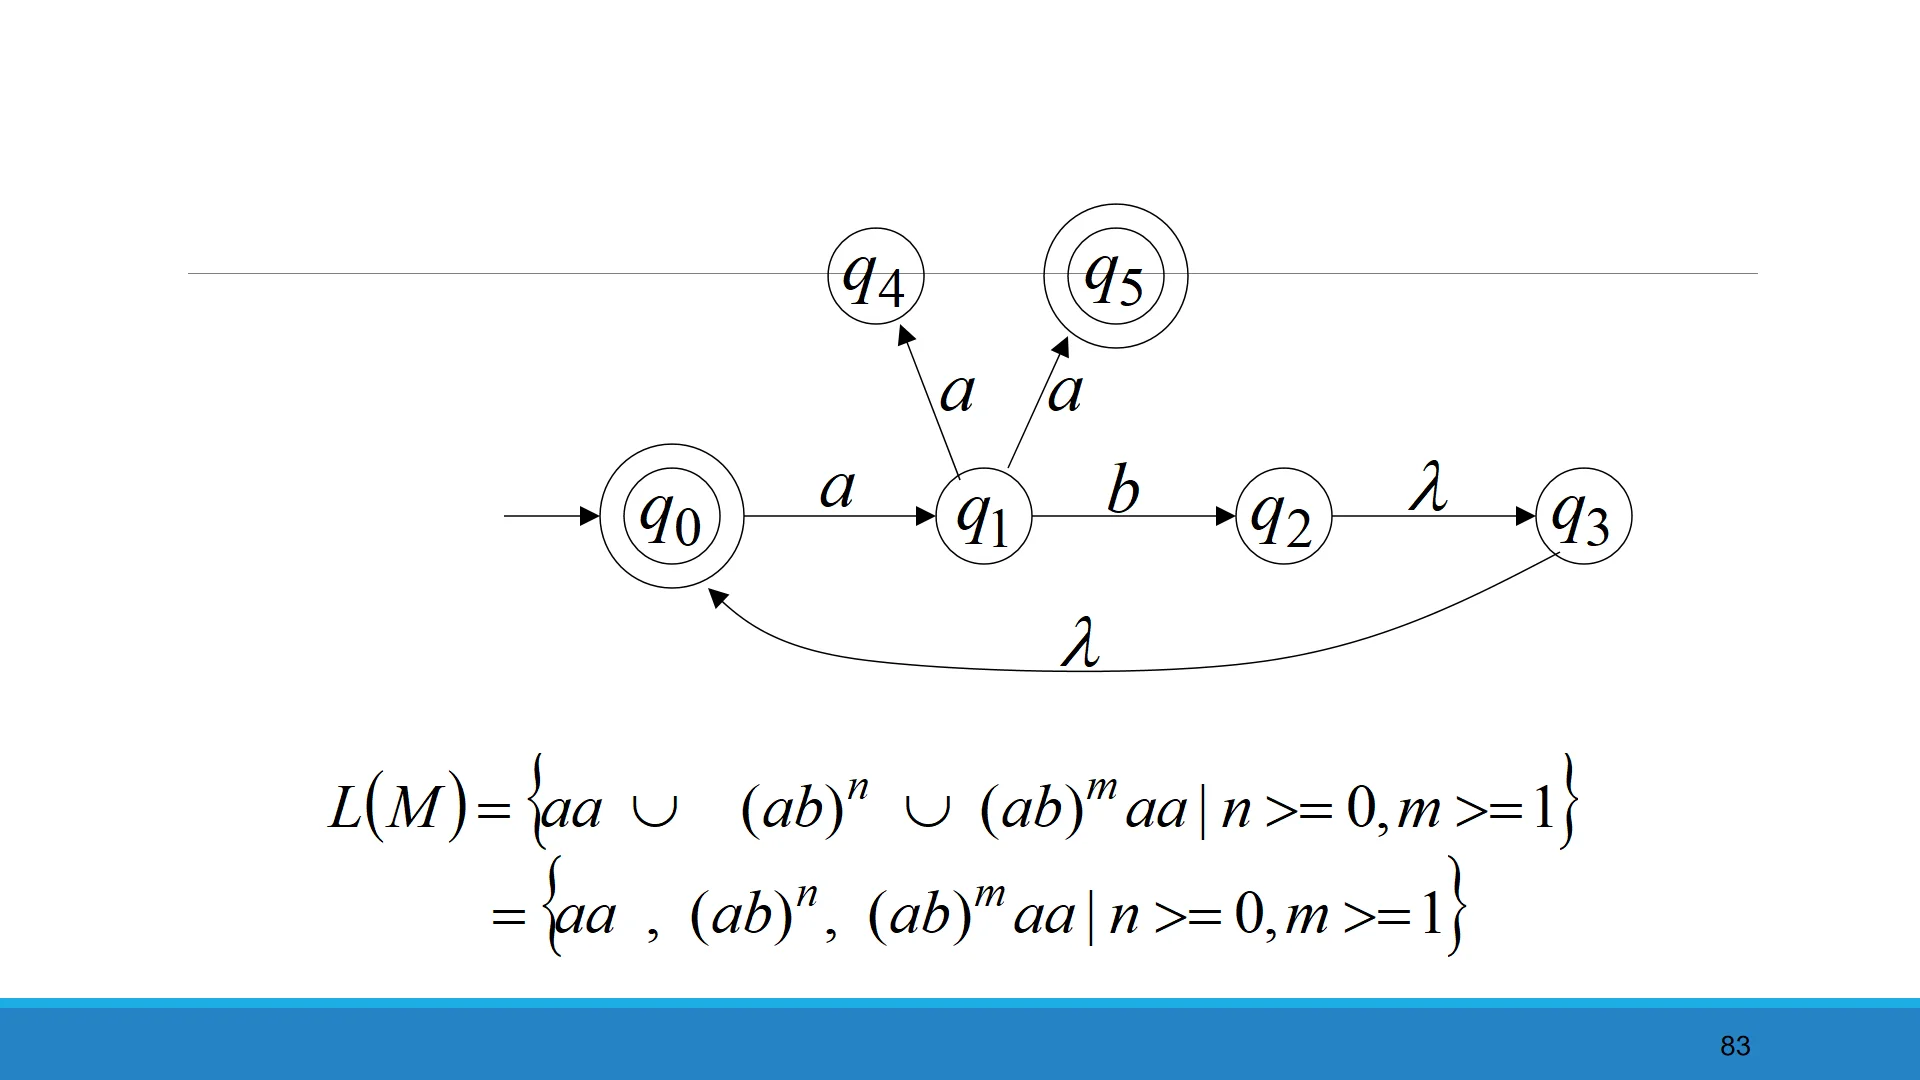 q4 q5
a a
q0 a q1 b q2 λ q3
λ
L(M) = {aa ∪ (ab)ⁿ ∪ (ab)ᵐ aa | n >= 0, m >= 1}
= {aa , (ab)ⁿ, (ab)ᵐ aa | n >= 0, m >= 1}
83